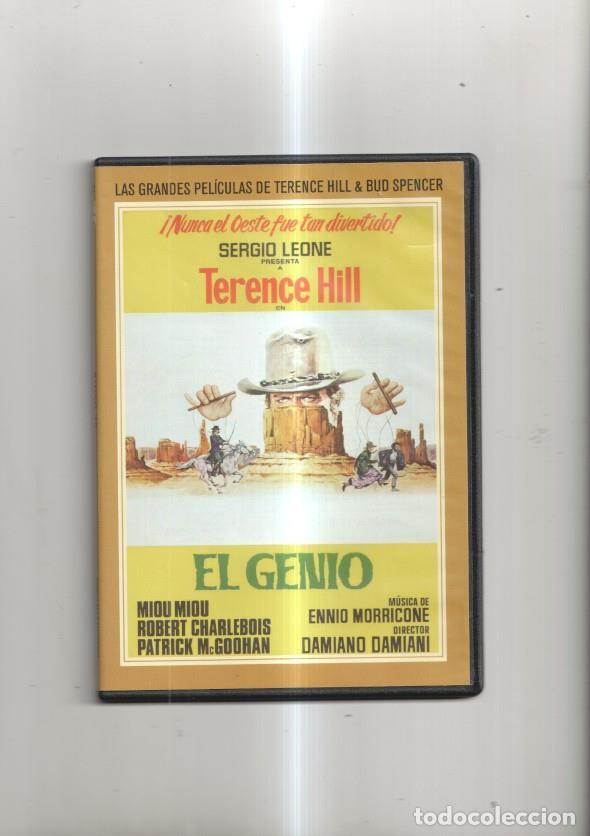 LAS GRANDES PELÍCULAS DE TERENCE HILL & BUD SPENCER
¡Nunca el Oeste fue tan divertido!
SERGIO LEONE
PRESENTA
A
Terence Hill
EN
EL GENIO
MIOU MIOU
ROBERT CHARLEBOIS
PATRICK McGOOHAN
MÚSICA DE
ENNIO MORRICONE
DIRECTOR
DAMIANO DAMIANI
todocoleccion